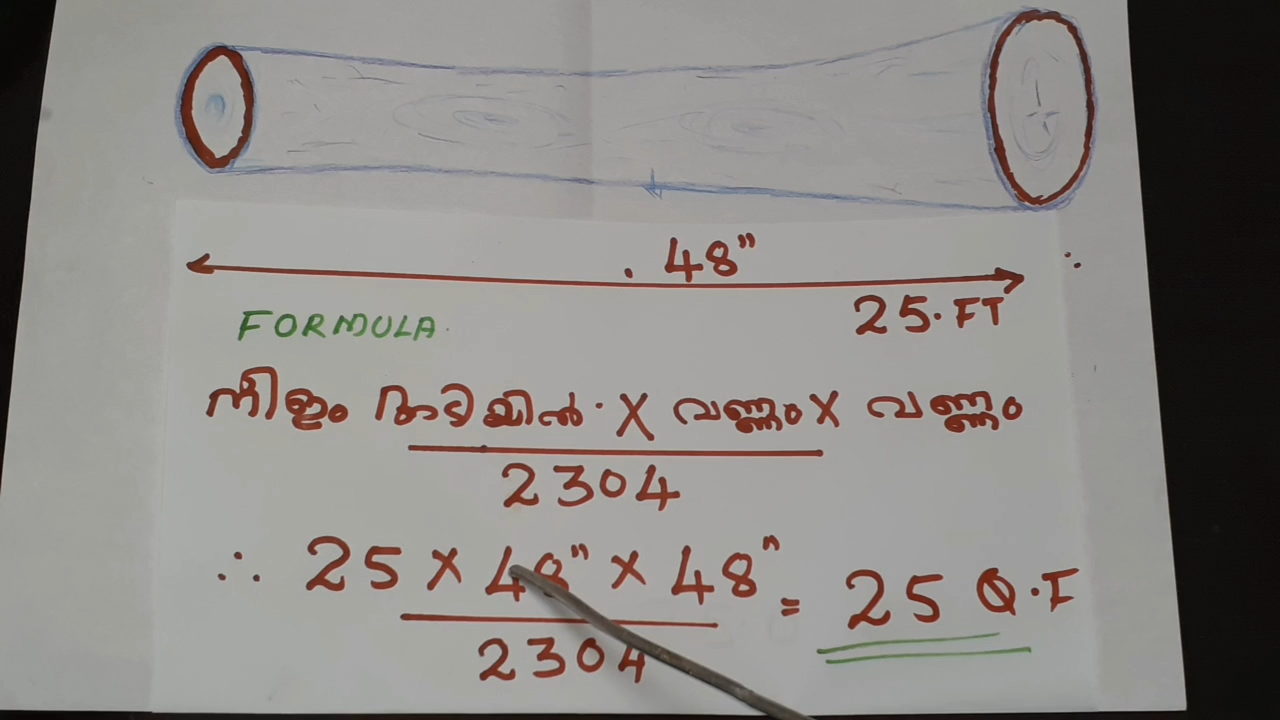 48"
25·FT
FORMULA
നീളം അടിയിൽ · X വണ്ണം X വണ്ണം
2304
∴ 25 X 48" X 48" = 25 Q·F
2304